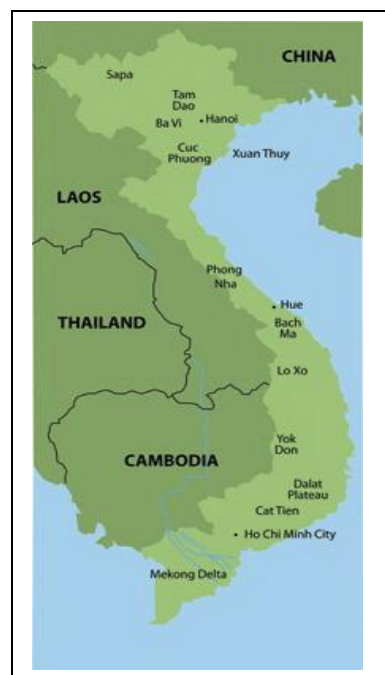 CHINA
Sapa
Tam
Dao
Ba Vi
Hanoi
Cuc
Phuong
Xuan Thuy
LAOS
Phong
Nha
Hue
THAILAND
Bach
Ma
Lo Xo
Yok
Don
CAMBODIA
Dalat
Plateau
Cat Tien
Ho Chi Minh City
Mekong Delta